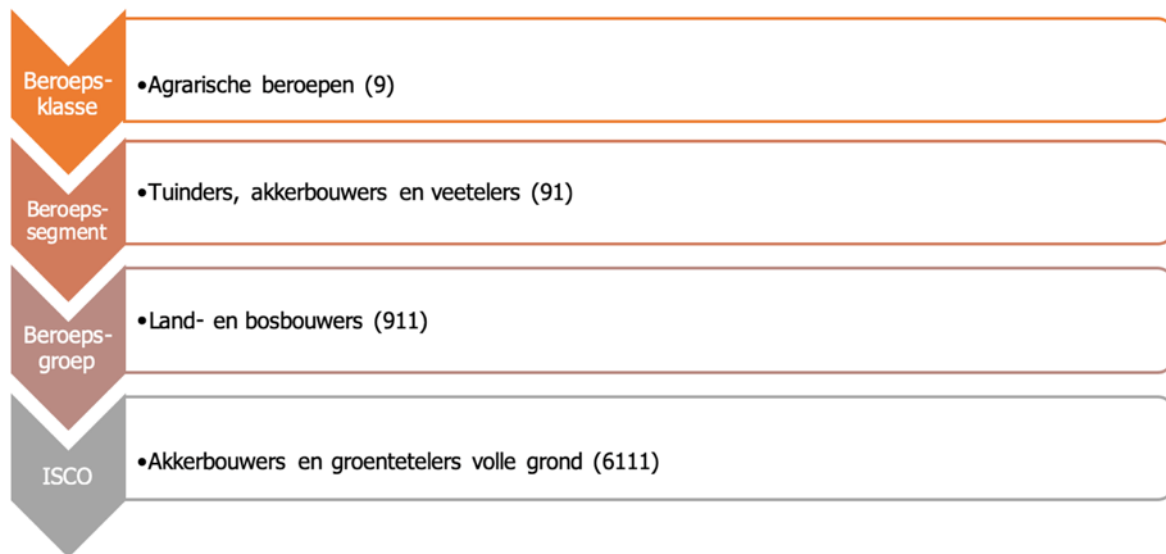 Beroeps-
klasse
•Agrarische beroepen (9)
Beroeps-
segment
•Tuinders, akkerbouwers en veetelers (91)
Beroeps-
groep
•Land- en bosbouwers (911)
ISCO
•Akkerbouwers en groentetelers volle grond (6111)